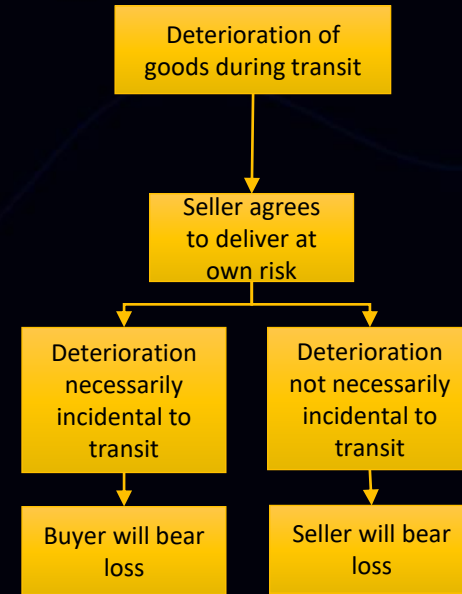 Deterioration of
goods during transit
Seller agrees
to deliver at
own risk
Deterioration
necessarily
incidental to
transit
Deterioration
not necessarily
incidental to
transit
Buyer will bear
loss
Seller will bear
loss